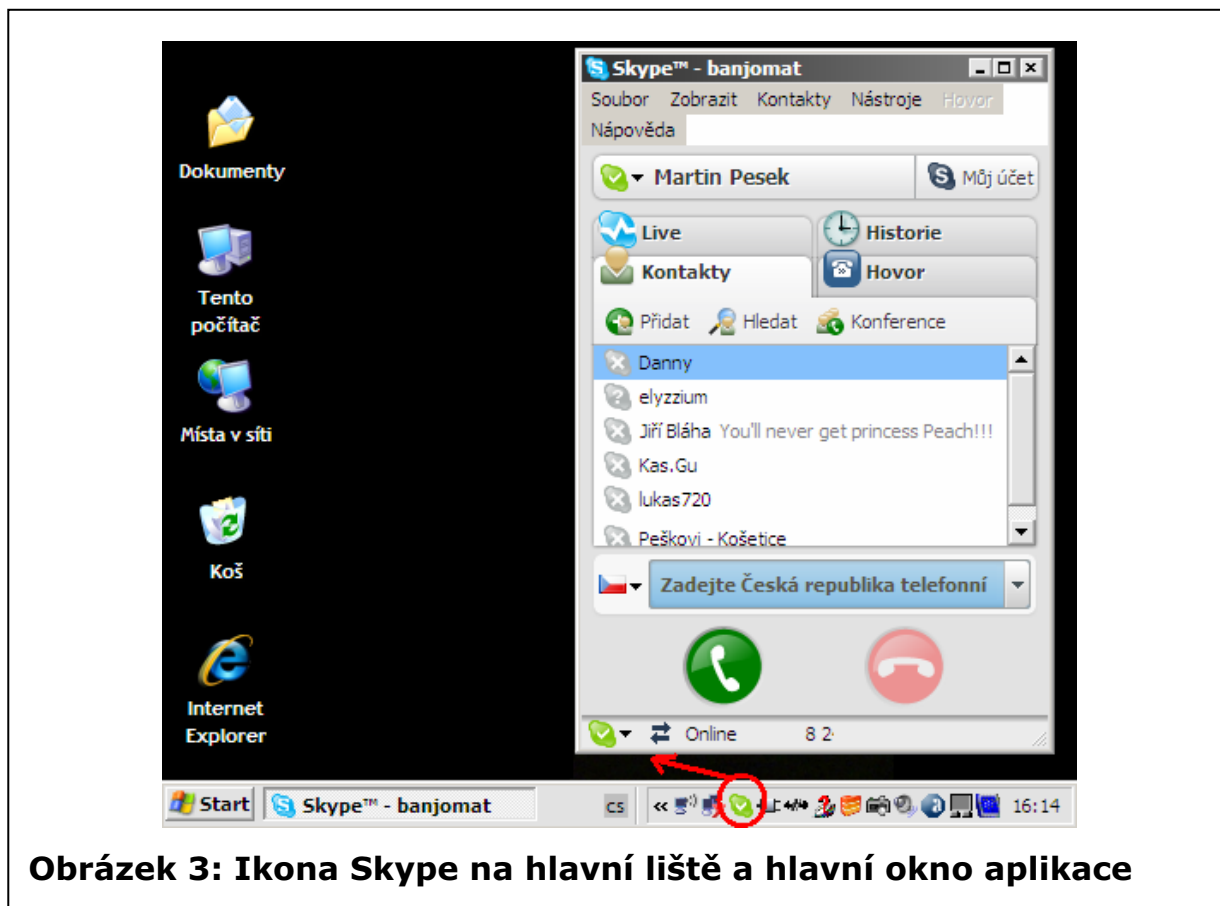 Dokumenty
Tento
počítač
Místa v síti
Koš
Internet
Explorer
Skype™ - banjomat
Soubor Zobrazit Kontakty Nástroje Hovor
Nápověda
Martin Pesek
Můj účet
Live
Historie
Kontakty
Hovor
Přidat Hledat Konference
Danny
elyzzium
Jiří Bláha You'll never get princess Peach!!!
Kas.Gu
lukas720
Peškovi - Košetice
Zadejte Česká republika telefonní
Online 8 2
Start Skype™ - banjomat cs « 16:14
Obrázek 3: Ikona Skype na hlavní liště a hlavní okno aplikace